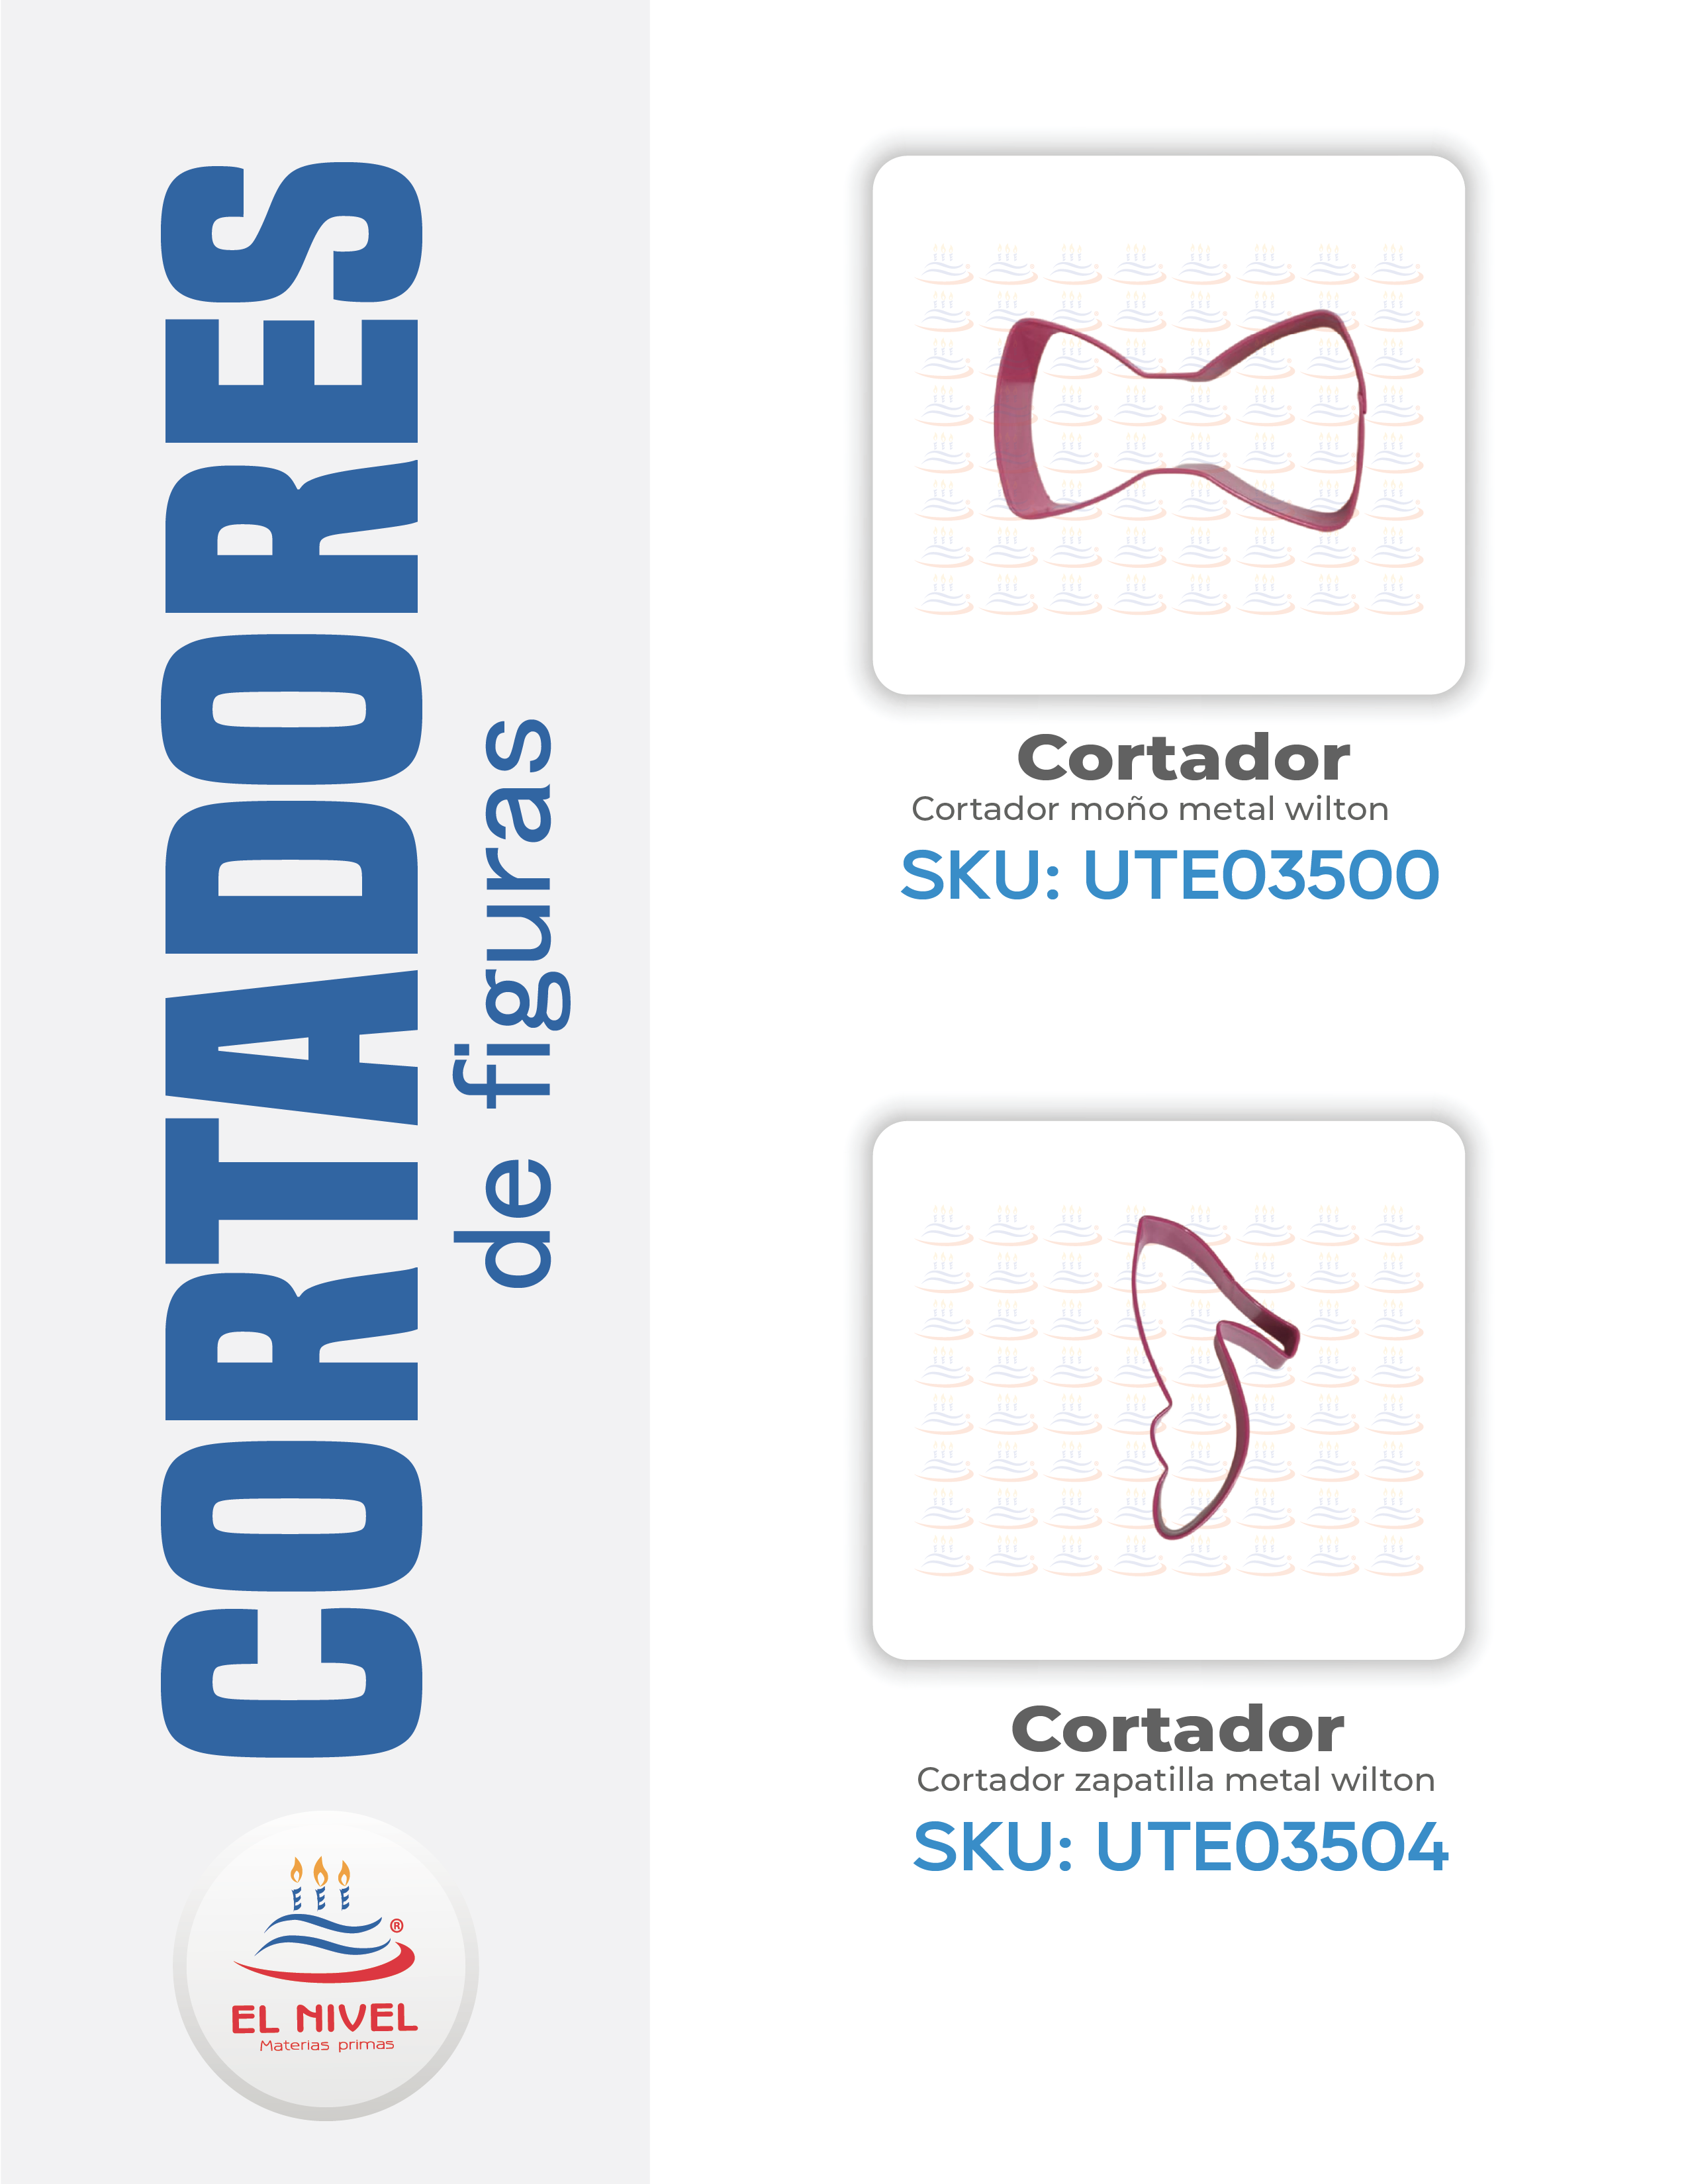 CORTADORES
de figuras
®
EL NIVEL
Materias primas
Cortador
Cortador moño metal wilton
SKU: UTE03500
Cortador
Cortador zapatilla metal wilton
SKU: UTE03504